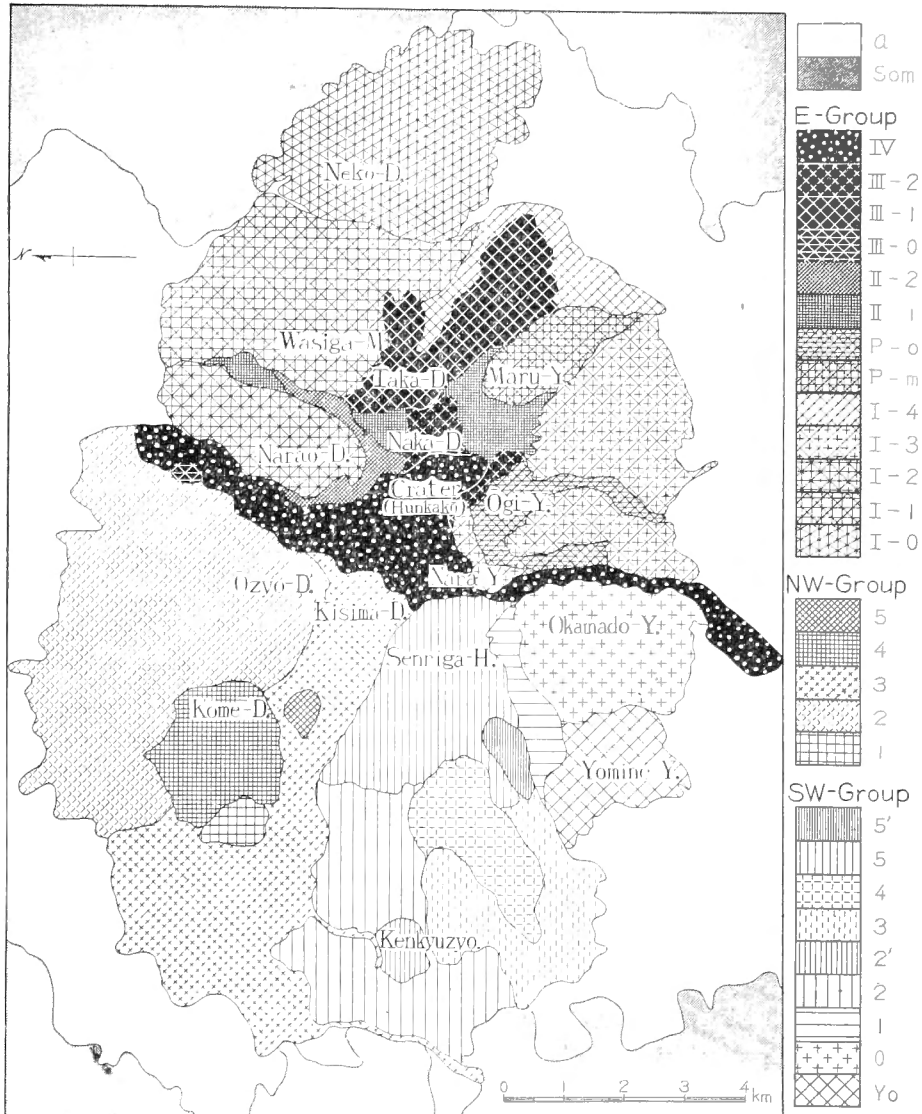 Neko-D.
N
Wasiga-M.
Taka-D.
Maru-Y.
Narao-D.
Naka-D.
Crater
(Hunkakō)
Ogi-Y.
Nara Y.
Ozyo-D.
Kisima-D.
Okamado Y.
Senriga-H.
Kome-D.
Yomine Y.
Kenkyuzyo.
0 1 2 3 4 km
a
Som
E-Group
IV
III-2
III-1
III-0
II-2
II 1
P-o
P-m
I-4
I-3
I-2
I-1
I-0
NW-Group
5
4
3
2
1
SW-Group
5'
5
4
3
2'
2
1
0
Yo